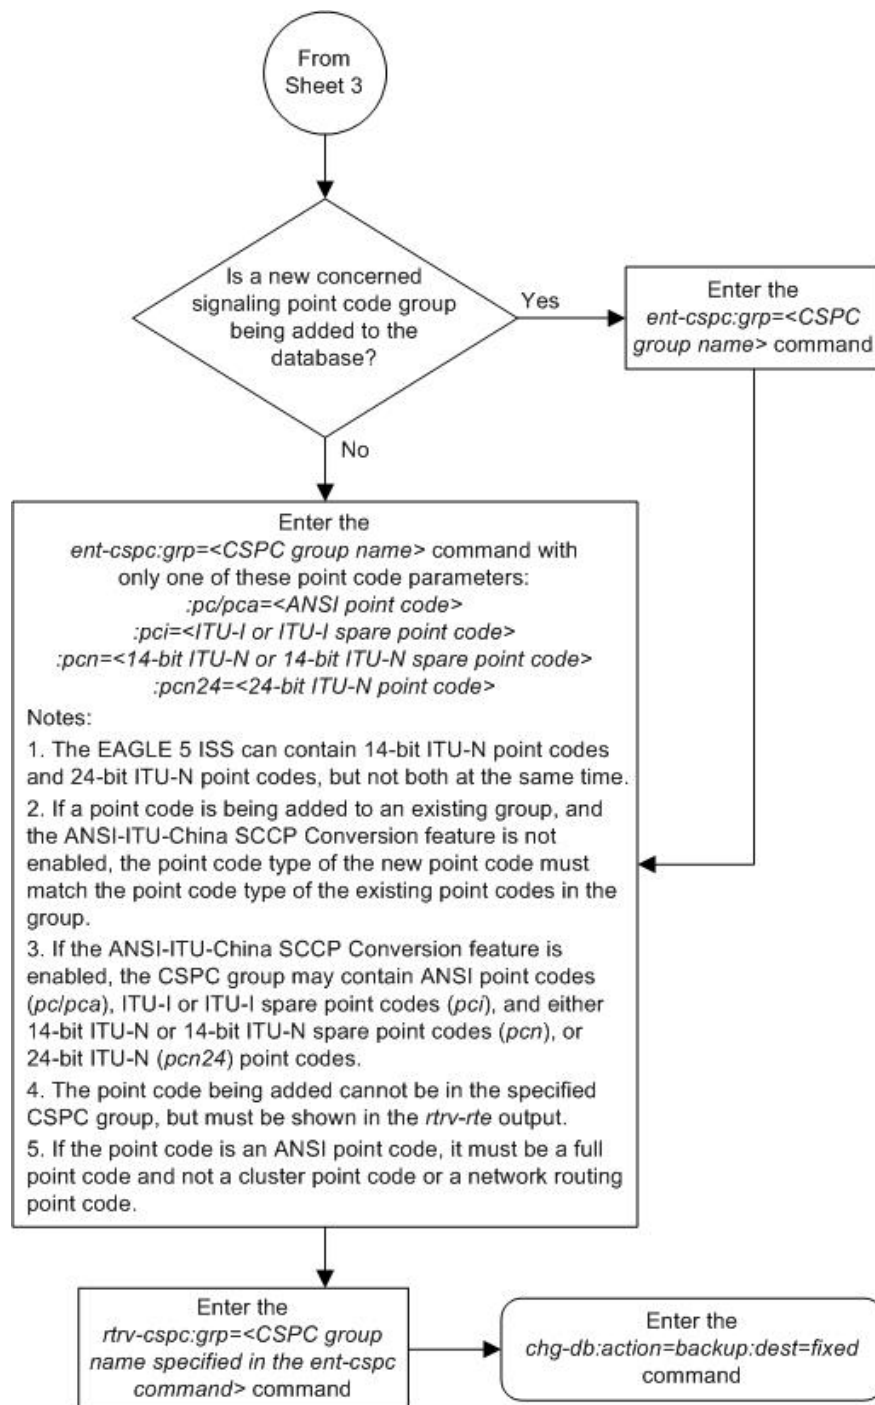 From
Sheet 3
Is a new concerned
signaling point code group
being added to the
database?
Yes
Enter the
ent-cspc:grp=<CSPC
group name> command
No
Enter the
ent-cspc:grp=<CSPC group name> command with
only one of these point code parameters:
:pc/pca=<ANSI point code>
:pci=<ITU-I or ITU-I spare point code>
:pcn=<14-bit ITU-N or 14-bit ITU-N spare point code>
:pcn24=<24-bit ITU-N point code>
Notes:
1. The EAGLE 5 ISS can contain 14-bit ITU-N point codes
and 24-bit ITU-N point codes, but not both at the same time.
2. If a point code is being added to an existing group, and
the ANSI-ITU-China SCCP Conversion feature is not
enabled, the point code type of the new point code must
match the point code type of the existing point codes in the
group.
3. If the ANSI-ITU-China SCCP Conversion feature is
enabled, the CSPC group may contain ANSI point codes
(pc/pca), ITU-I or ITU-I spare point codes (pci), and either
14-bit ITU-N or 14-bit ITU-N spare point codes (pcn), or
24-bit ITU-N (pcn24) point codes.
4. The point code being added cannot be in the specified
CSPC group, but must be shown in the rtrv-rte output.
5. If the point code is an ANSI point code, it must be a full
point code and not a cluster point code or a network routing
point code.
Enter the
rtrv-cspc:grp=<CSPC group
name specified in the ent-cspc
command> command
Enter the
chg-db:action=backup:dest=fixed
command